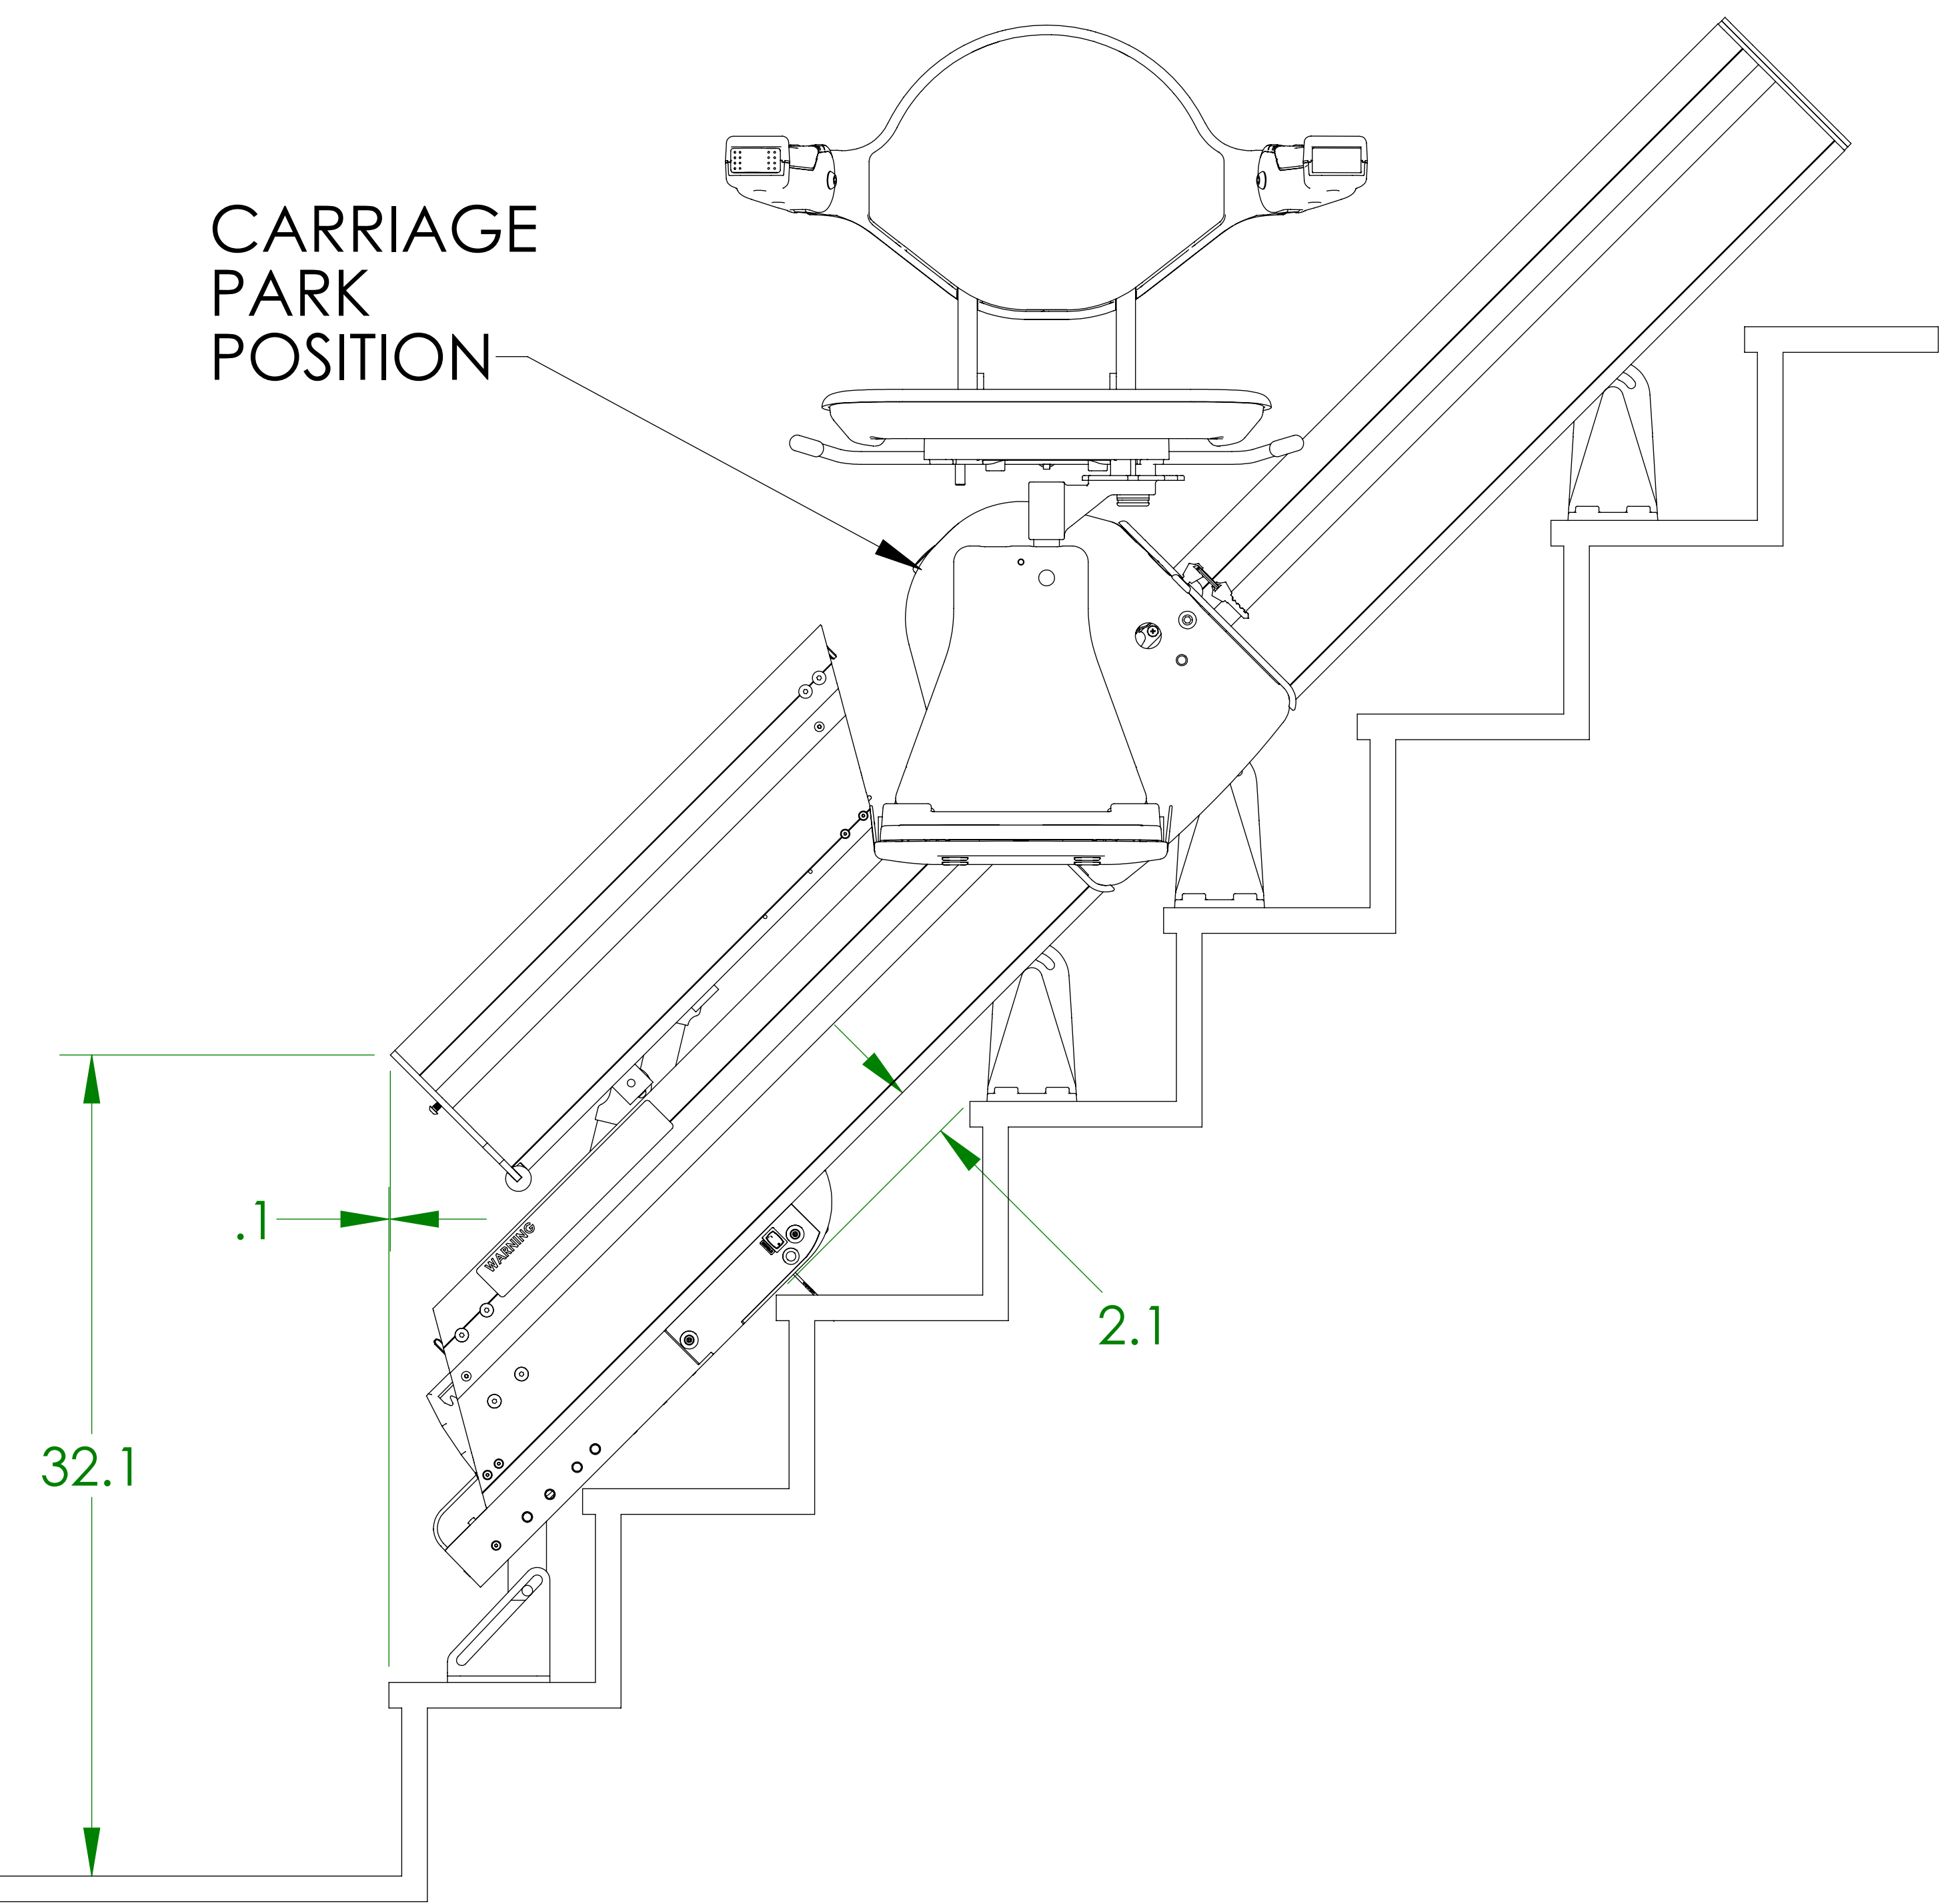 CARRIAGE
PARK
POSITION
.1
WARNING
2.1
32.1